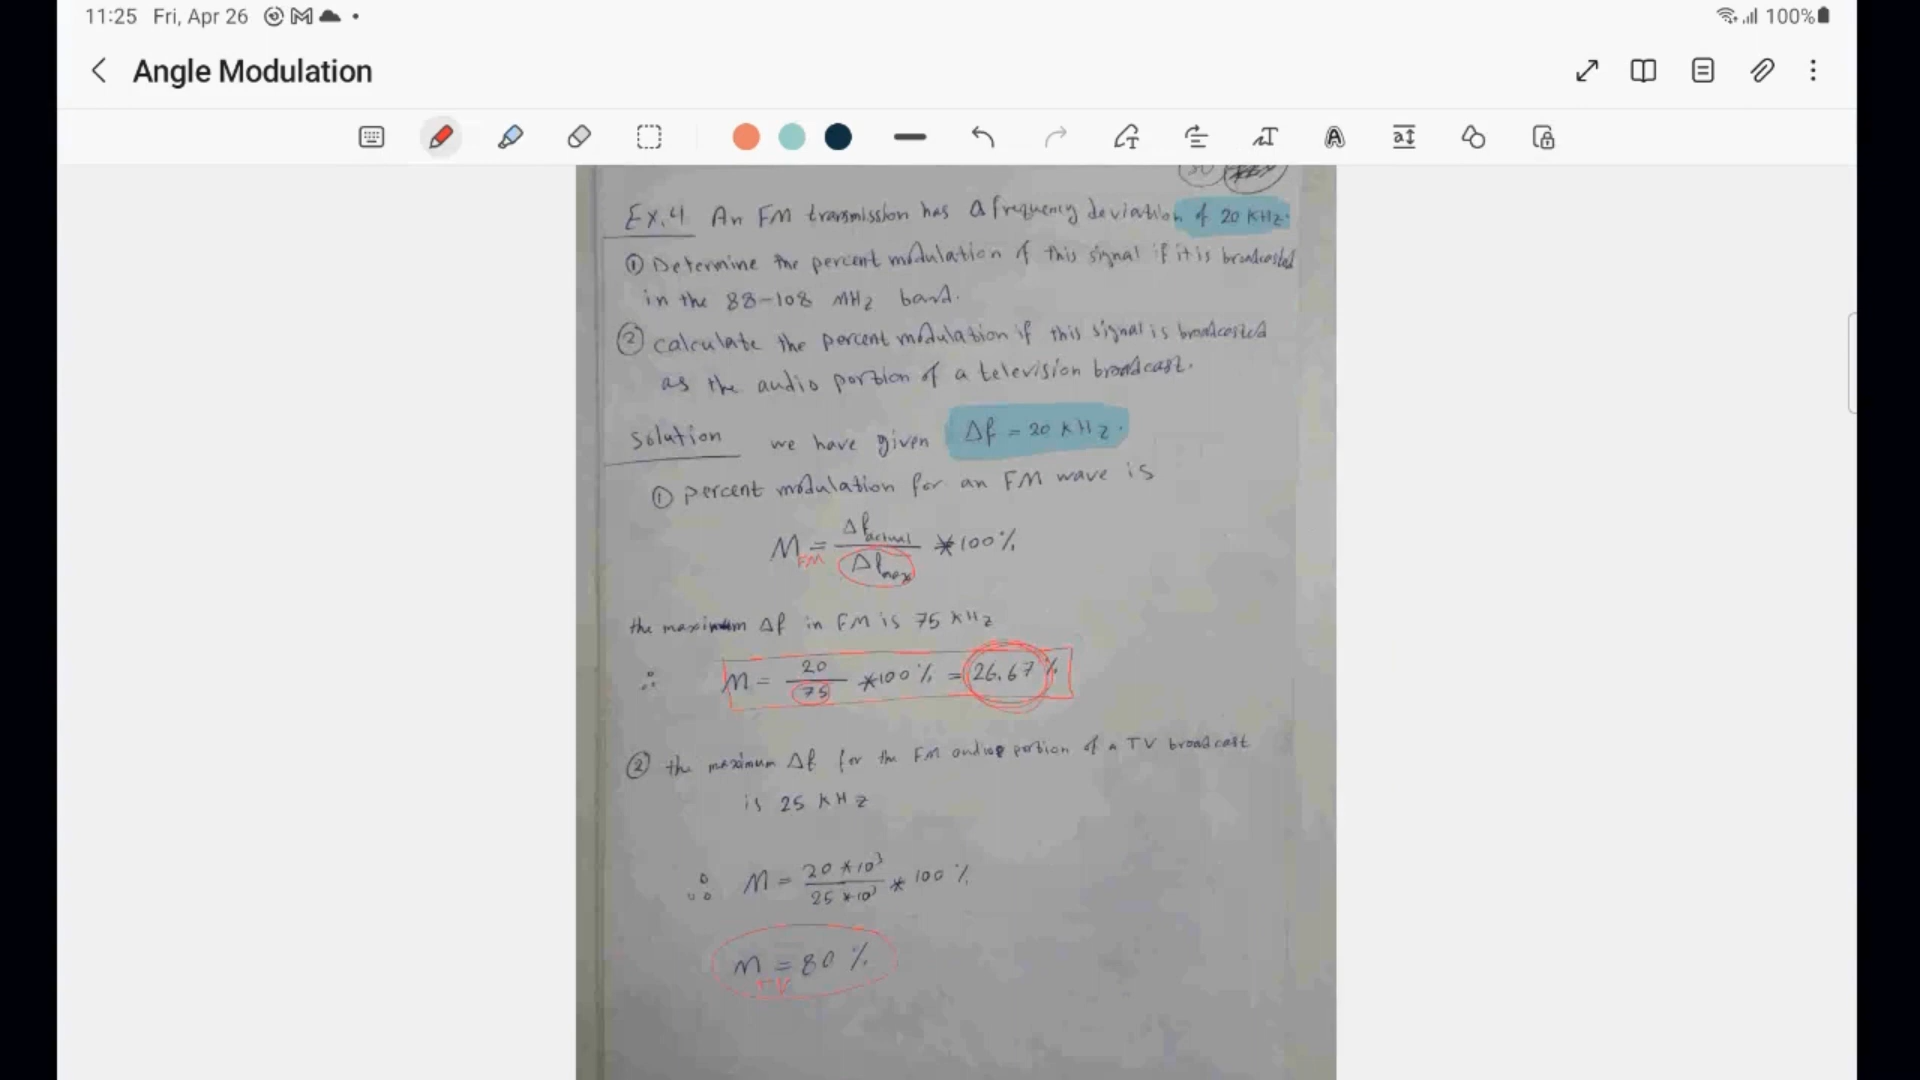 11:25 Fri, Apr 26
100%
Angle Modulation
Ex.4 An FM transmission has a frequency deviation of 20 KHz.
① Determine the percent modulation of this signal if it is broadcasted
in the 88-108 MHz band.
② calculate the percent modulation if this signal is broadcasted
as the audio portion of a television broadcast.
solution we have given Δf = 20 KHz.
① percent modulation for an FM wave is
M FM = Δf actual / Δf max * 100 %
the maximum Δf in FM is 75 KHz
∴ M = 20 / 75 * 100 % = 26.67 %
② the maximum Δf for the FM portion of a TV broadcast
is 25 KHz
∴ M = 20 * 10³ / 25 * 10³ * 100 %
M TV = 80 %